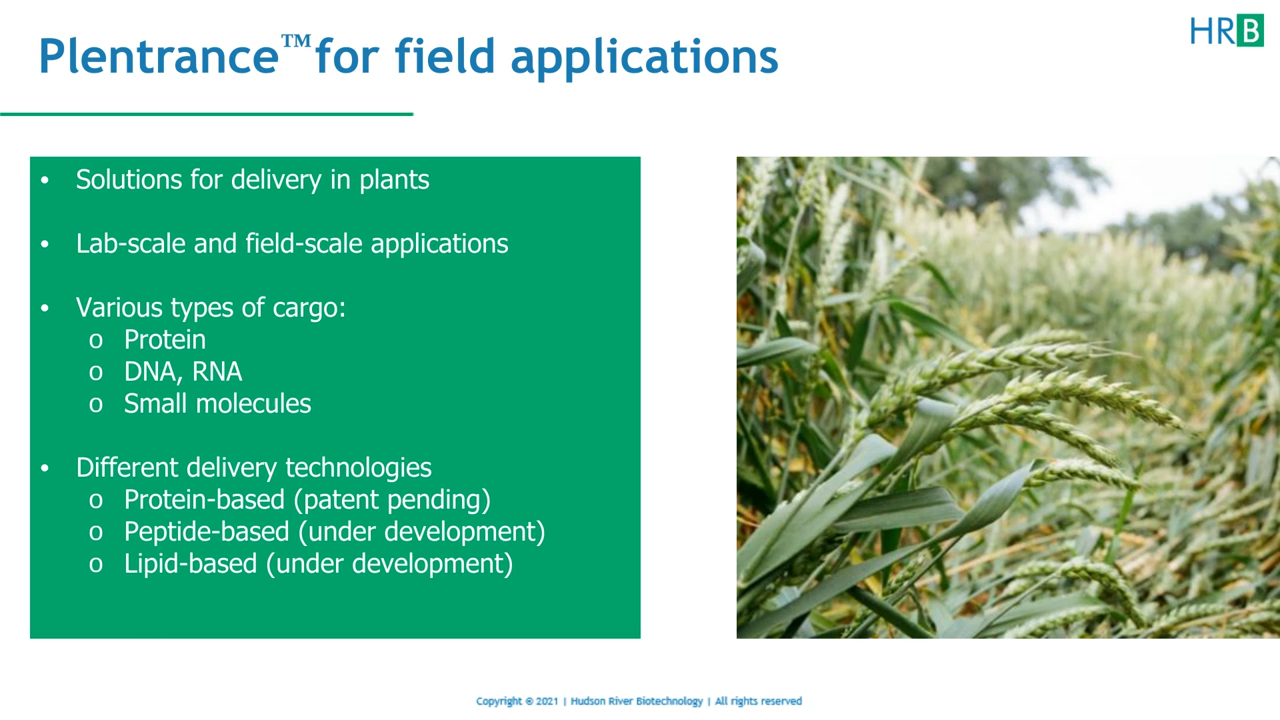 Plentrance™ for field applications
HRB
• Solutions for delivery in plants
• Lab-scale and field-scale applications
• Various types of cargo:
o Protein
o DNA, RNA
o Small molecules
• Different delivery technologies
o Protein-based (patent pending)
o Peptide-based (under development)
o Lipid-based (under development)
Copyright © 2021 | Hudson River Biotechnology | All rights reserved